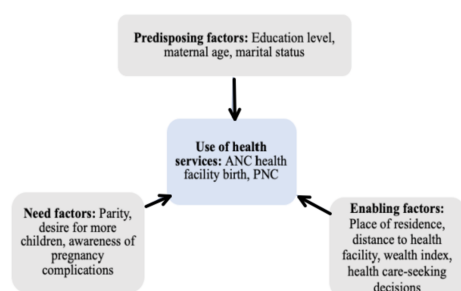 Predisposing factors: Education level,
maternal age, marital status
Use of health
services: ANC health
facility birth, PNC
Need factors: Parity,
desire for more
children, awareness of
pregnancy
complications
Enabling factors:
Place of residence,
distance to health
facility, wealth index,
health care-seeking
decisions